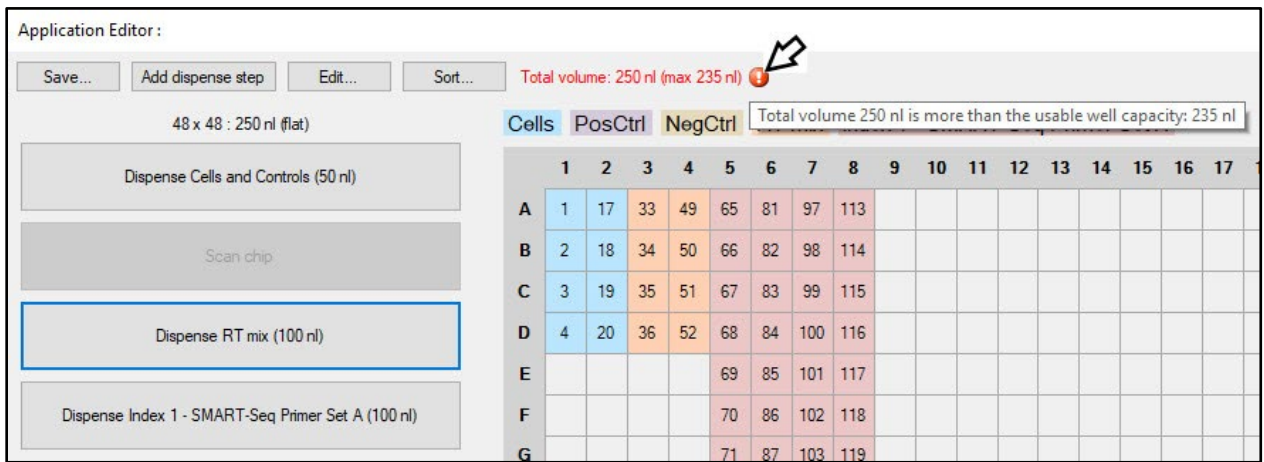 Application Editor :
Save... Add dispense step Edit... Sort... Total volume: 250 nl (max 235 nl)
Total volume 250 nl is more than the usable well capacity: 235 nl
48 x 48 : 250 nl (flat)
Cells PosCtrl NegCtrl
Dispense Cells and Controls (50 nl)
1 2 3 4 5 6 7 8 9 10 11 12 13 14 15 16 17
A 1 17 33 49 65 81 97 113
Scan chip
B 2 18 34 50 66 82 98 114
C 3 19 35 51 67 83 99 115
Dispense RT mix (100 nl)
D 4 20 36 52 68 84 100 116
E 69 85 101 117
Dispense Index 1 - SMART-Seq Primer Set A (100 nl)
F 70 86 102 118
G 71 87 103 119